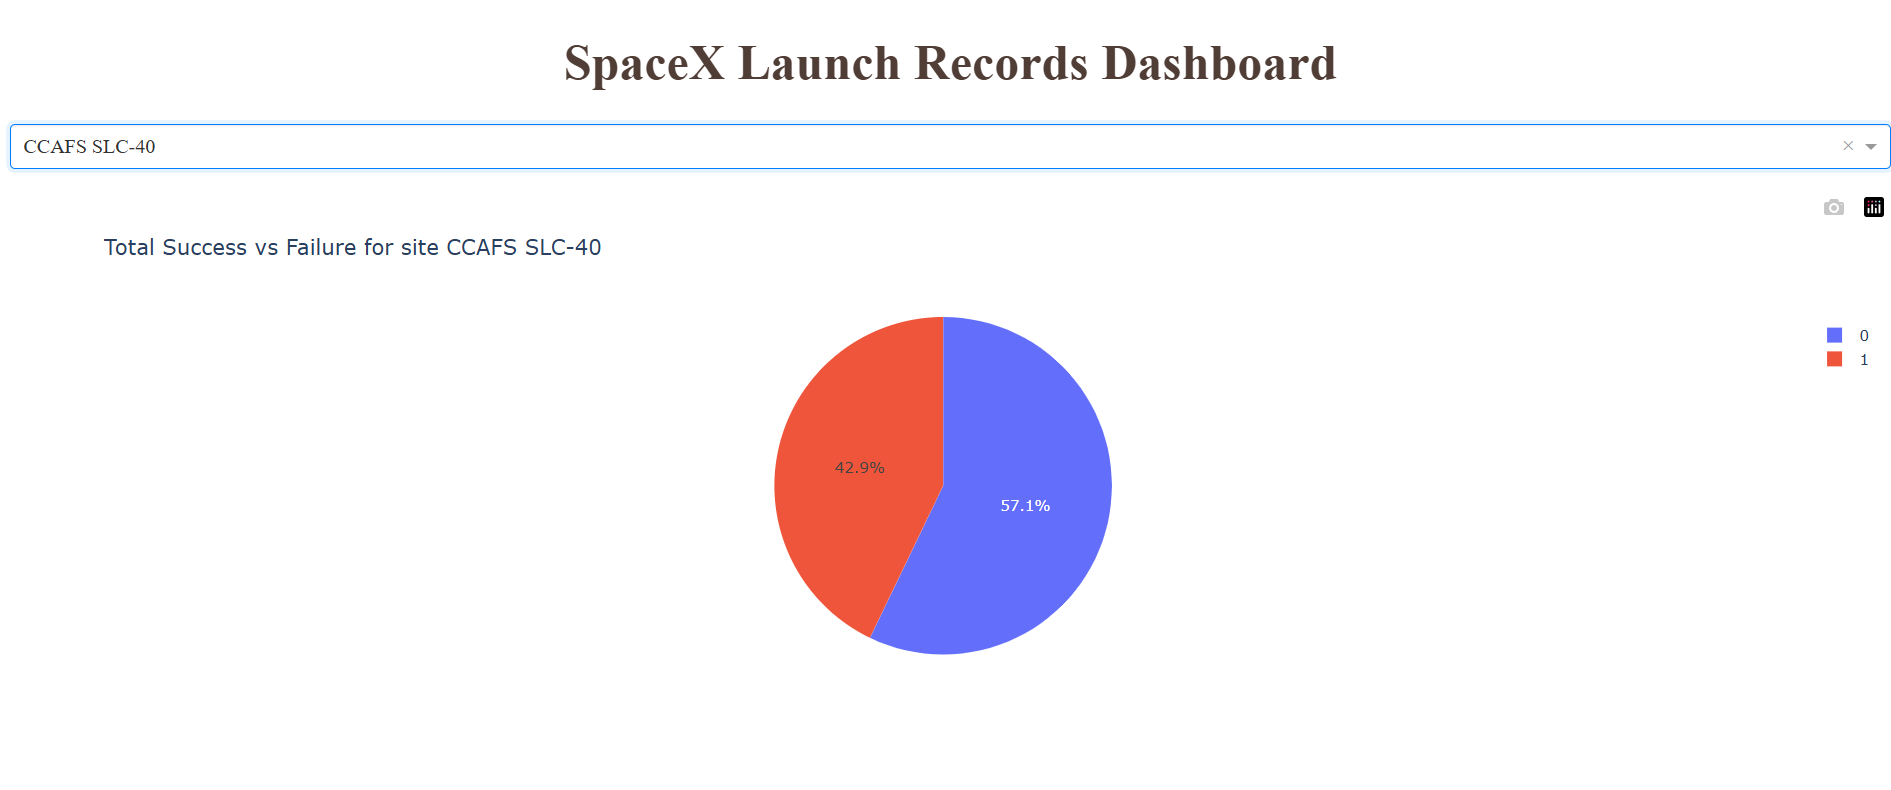 SpaceX Launch Records Dashboard
CCAFS SLC-40
Total Success vs Failure for site CCAFS SLC-40
0
1
42.9%
57.1%